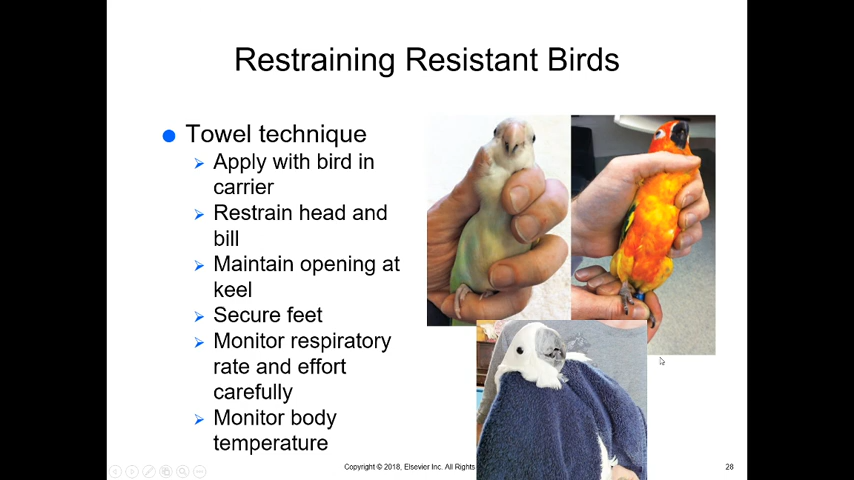 Restraining Resistant Birds
Towel technique
Apply with bird in
carrier
Restrain head and
bill
Maintain opening at
keel
Secure feet
Monitor respiratory
rate and effort
carefully
Monitor body
temperature
Copyright © 2018, Elsevier Inc. All Rights
28